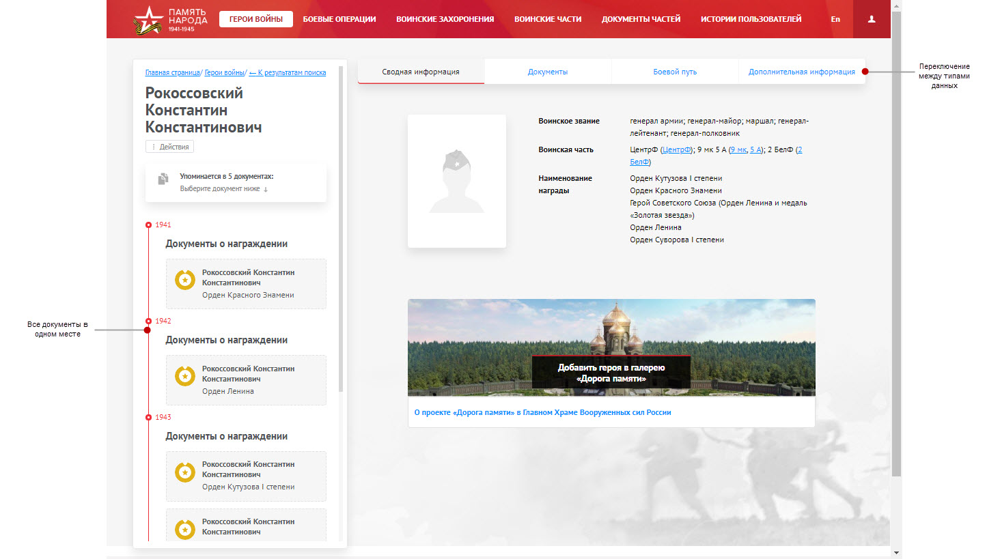 ПАМЯТЬ
НАРОДА
1941-1945
ГЕРОИ ВОЙНЫ
БОЕВЫЕ ОПЕРАЦИИ
ВОИНСКИЕ ЗАХОРОНЕНИЯ
ВОИНСКИЕ ЧАСТИ
ДОКУМЕНТЫ ЧАСТЕЙ
ИСТОРИИ ПОЛЬЗОВАТЕЛЕЙ
En
Главная страница/ Герои войны/ ← К результатам поиска
Рокоссовский
Константин
Константинович
Действия
Упоминается в 5 документах:
Выберите документ ниже ↓
1941
Документы о награждении
Рокоссовский Константин
Константинович
Орден Красного Знамени
1942
Документы о награждении
Рокоссовский Константин
Константинович
Орден Ленина
1943
Документы о награждении
Рокоссовский Константин
Константинович
Орден Кутузова I степени
Рокоссовский Константин
Константинович
Все документы в
одном месте
Сводная информация
Документы
Боевой путь
Дополнительная информация
Переключение
между типами
данных
Воинское звание
генерал армии; генерал-майор; маршал; генерал-
лейтенант; генерал-полковник
Воинская часть
ЦентрФ (ЦентрФ); 9 мк 5 А (9 мк, 5 А); 2 БелФ (2
БелФ)
Наименование
награды
Орден Кутузова I степени
Орден Красного Знамени
Герой Советского Союза (Орден Ленина и медаль
«Золотая звезда»)
Орден Ленина
Орден Суворова I степени
Добавить героя в галерею
«Дорога памяти»
О проекте «Дорога памяти» в Главном Храме Вооруженных сил России